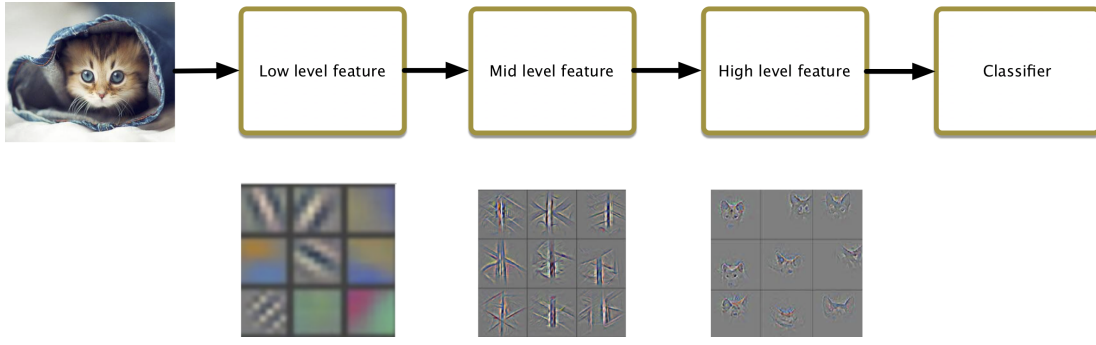 Low level feature
Mid level feature
High level feature
Classifier